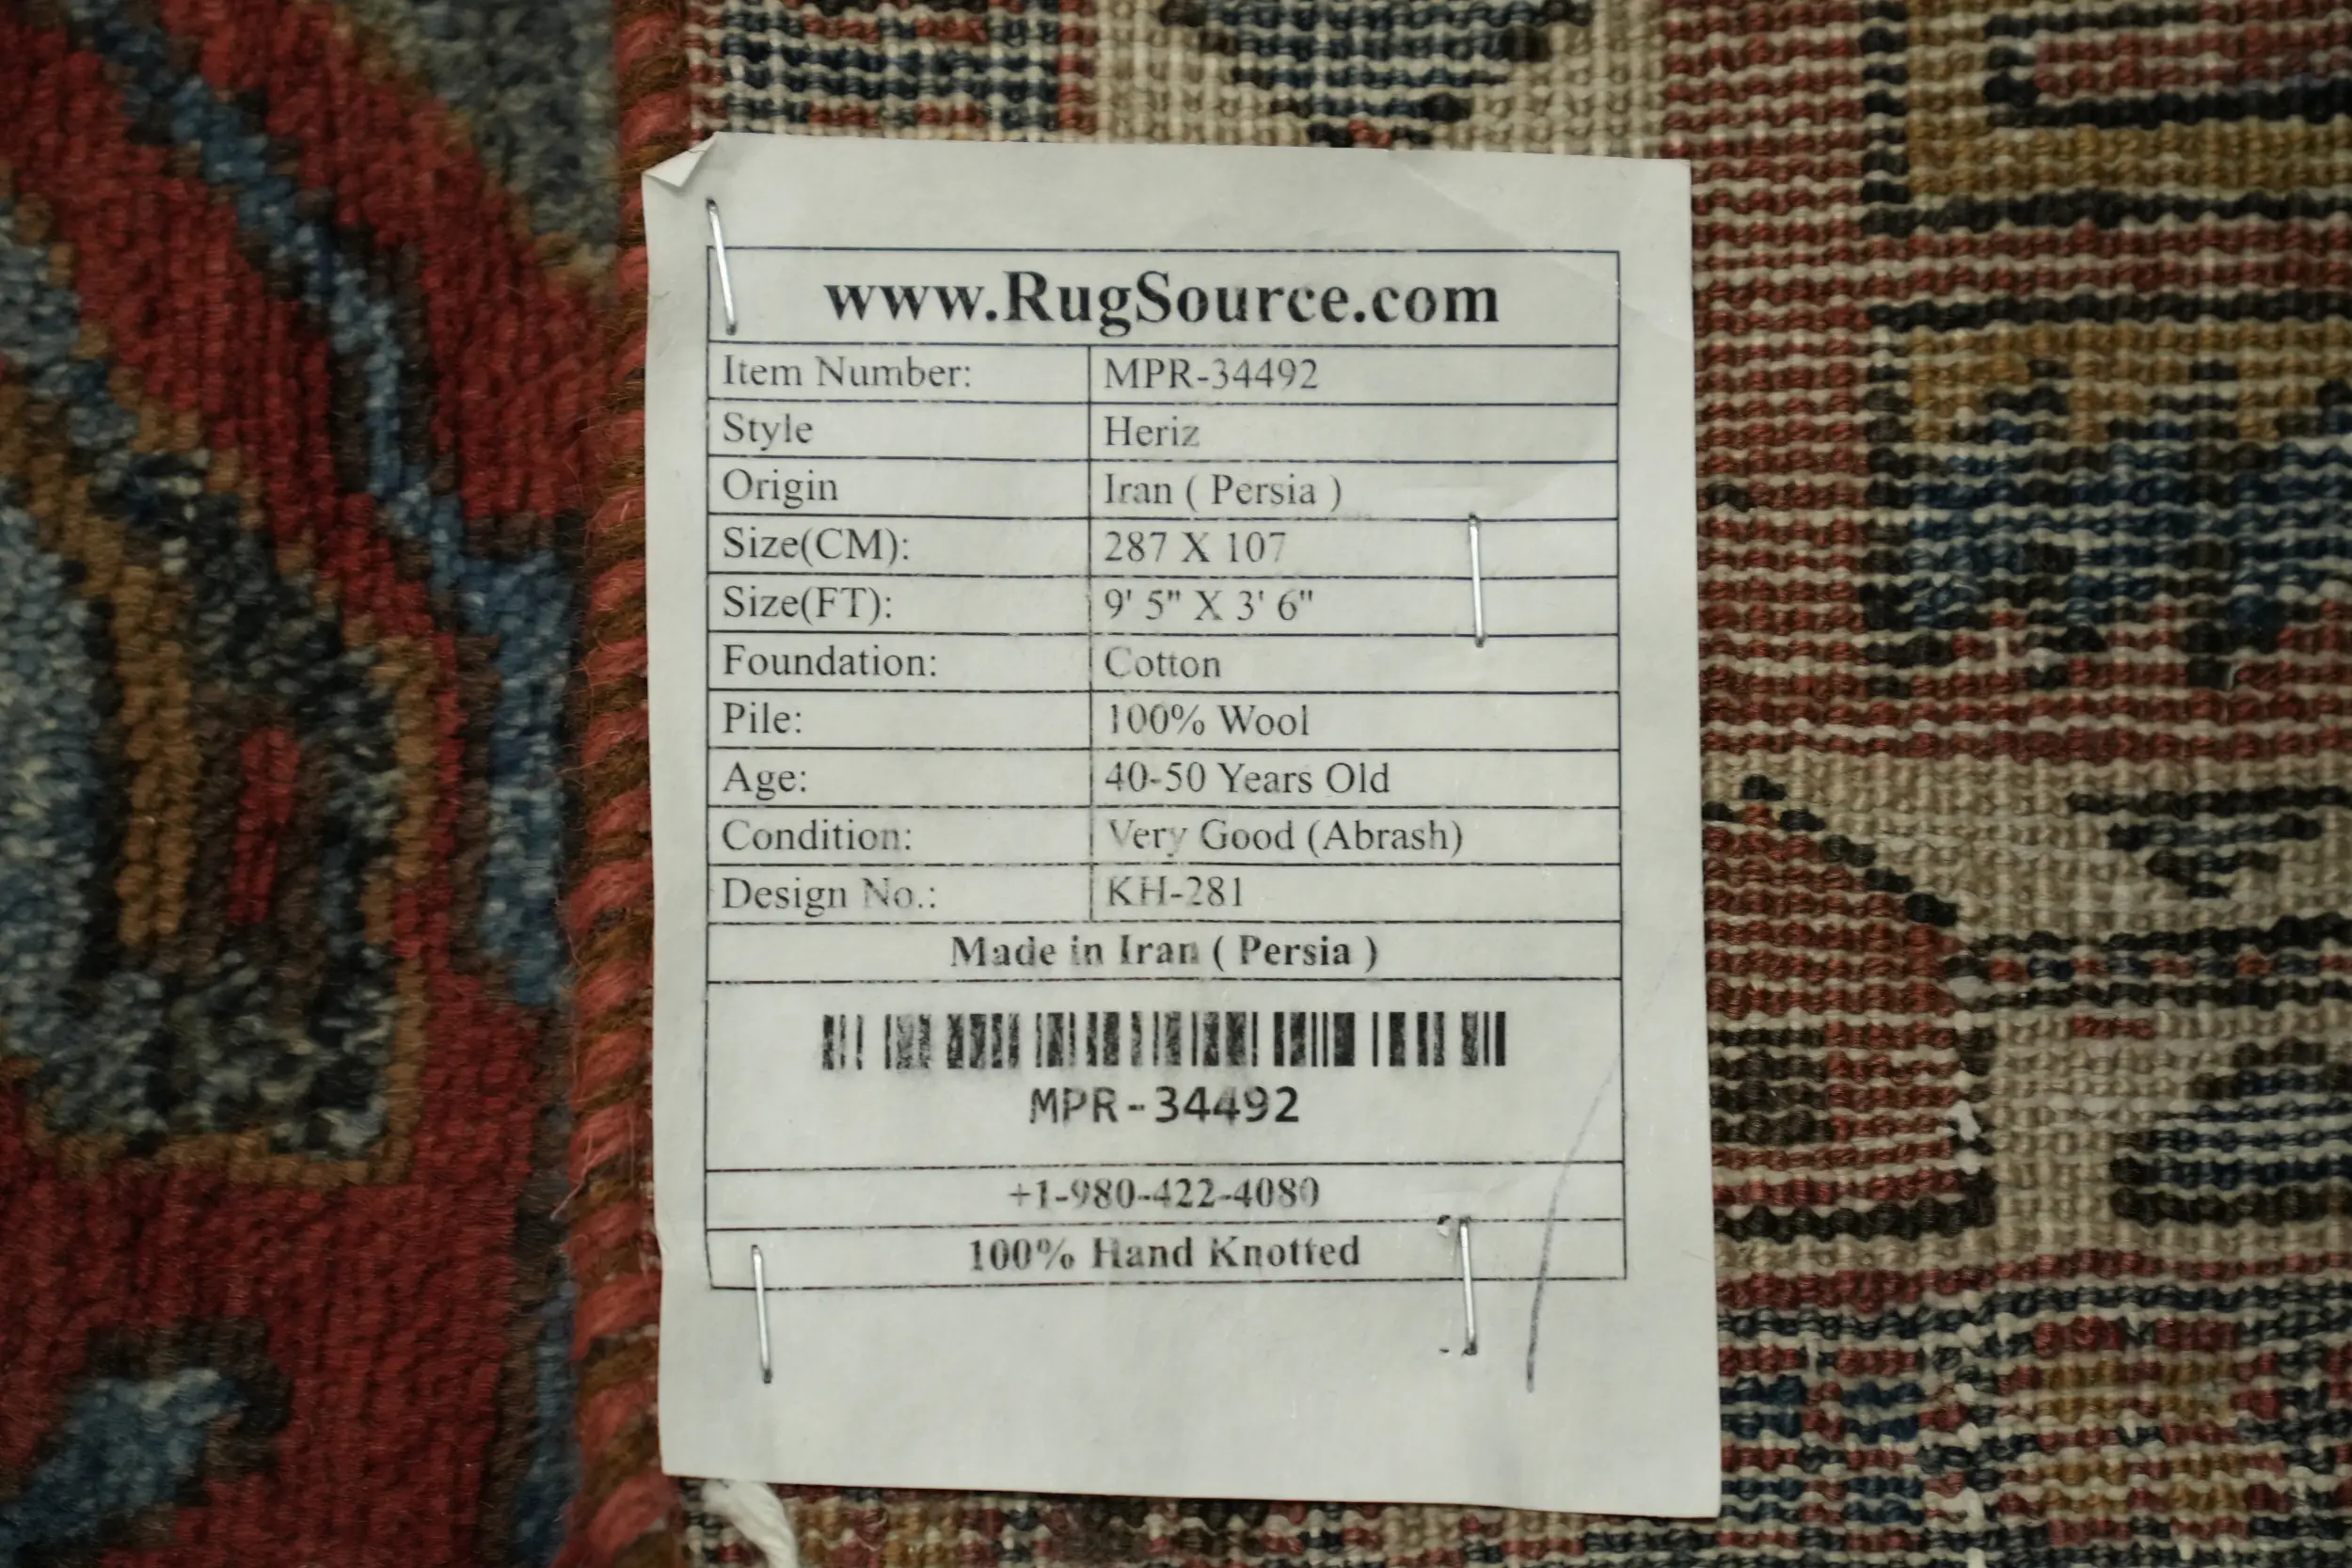 www.RugSource.com
Item Number: MPR-34492
Style Heriz
Origin Iran ( Persia )
Size(CM): 287 X 107
Size(FT): 9' 5" X 3' 6"
Foundation: Cotton
Pile: 100% Wool
Age: 40-50 Years Old
Condition: Very Good (Abrash)
Design No.: KH-281
Made in Iran ( Persia )
MPR-34492
+1-980-422-4080
100% Hand Knotted